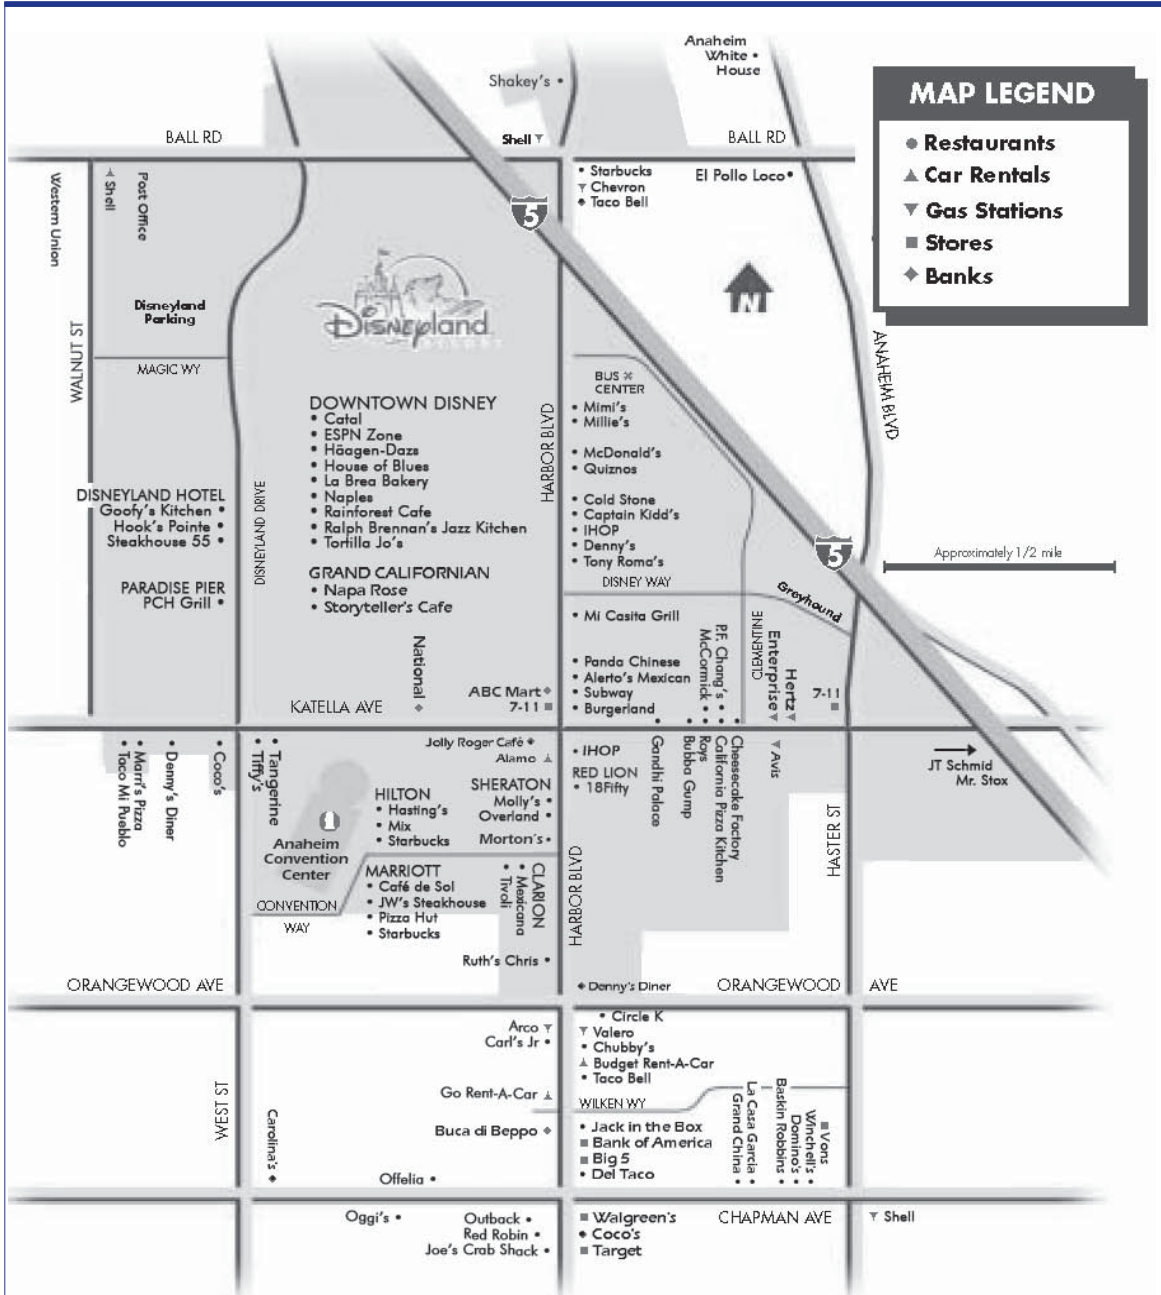 Anaheim
White •
House
Shakey's •
MAP LEGEND
Restaurants
Car Rentals
Gas Stations
Stores
Banks
BALL RD
Shell
BALL RD
Western Union
Shell
Post Office
• Starbucks
Chevron
Taco Bell
El Pollo Loco•
5
N
Disneyland
RESORT
Disneyland
Parking
WALNUT ST
MAGIC WY
ANAHEIM BLVD
BUS
CENTER
• Mimi's
• Millie's
• McDonald's
• Quiznos
HARBOR BLVD
DOWNTOWN DISNEY
• Catal
• ESPN Zone
• Häagen-Dazs
• House of Blues
• La Brea Bakery
• Naples
• Rainforest Cafe
• Ralph Brennan's Jazz Kitchen
• Tortilla Jo's
DISNEYLAND HOTEL
Goofy's Kitchen •
Hook's Pointe •
Steakhouse 55 •
DISNEYLAND DRIVE
• Cold Stone
• Captain Kidd's
• IHOP
• Denny's
• Tony Roma's
5
Approximately 1/2 mile
DISNEY WAY
Greyhound
GRAND CALIFORNIAN
• Napa Rose
• Storyteller's Cafe
PARADISE PIER
PCH Grill •
• Mi Casita Grill
P.F. Chang's •
McCormick •
CLEMENTINE
Enterprise
Hertz
• Panda Chinese
• Alerto's Mexican
• Subway
• Burgerland
7-11
National
ABC Mart
7-11
KATELLA AVE
• Taco Mi Pueblo
• Marri's Pizza
• Denny's Diner
• Coco's
• Tiffy's
• Tangerine
Jolly Roger Café
Alamo
• IHOP
RED LION
• 18Fifty
Gandhi Palace
Bubba Gump
Roys
California Pizza Kitchen
Cheesecake Factory
Avis
JT Schmid
Mr. Stox
SHERATON
Molly's •
Overland •
Morton's •
HILTON
• Hasting's
• Mix
• Starbucks
Anaheim
Convention
Center
MARRIOTT
• Café de Sol
• JW's Steakhouse
• Pizza Hut
• Starbucks
CONVENTION
WAY
Tivoli
Mexicana
CLARION
HARBOR BLVD
HASTER ST
Ruth's Chris •
ORANGEWOOD AVE
Denny's Diner
ORANGEWOOD
AVE
Arco
Carl's Jr •
• Circle K
Valero
• Chubby's
Budget Rent-A-Car
• Taco Bell
Go Rent-A-Car
WILKEN WY
WEST ST
Carolina's
Buca di Beppo
• Jack in the Box
Bank of America
Big 5
• Del Taco
Grand China •
La Casa Garcia •
Baskin Robbins •
Domino's •
Winchell's •
Vons
Offelia •
Oggi's •
Outback •
Red Robin •
Joe's Crab Shack •
Walgreen's
Coco's
Target
CHAPMAN AVE
Shell